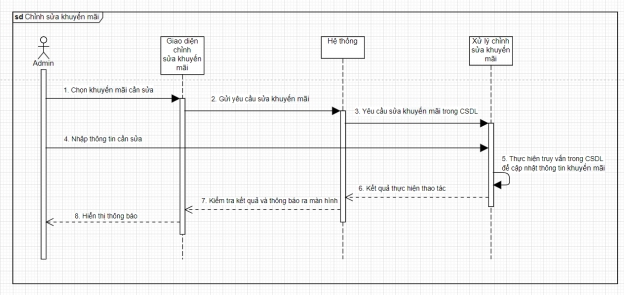 sd Chỉnh sửa khuyến mãi
Admin
Giao diện
chỉnh
sửa khuyến
mãi
Hệ thống
Xử lý chỉnh
sửa khuyến
mãi
1. Chọn khuyến mãi cần sửa
2. Gửi yêu cầu sửa khuyến mãi
3. Yêu cầu sửa khuyến mãi trong CSDL
4. Nhập thông tin cần sửa
5. Thực hiện truy vấn trong CSDL
để cập nhật thông tin khuyến mãi
6. Kết quả thực hiện thao tác
7. Kiểm tra kết quả và thông báo ra màn hình
8. Hiển thị thông báo